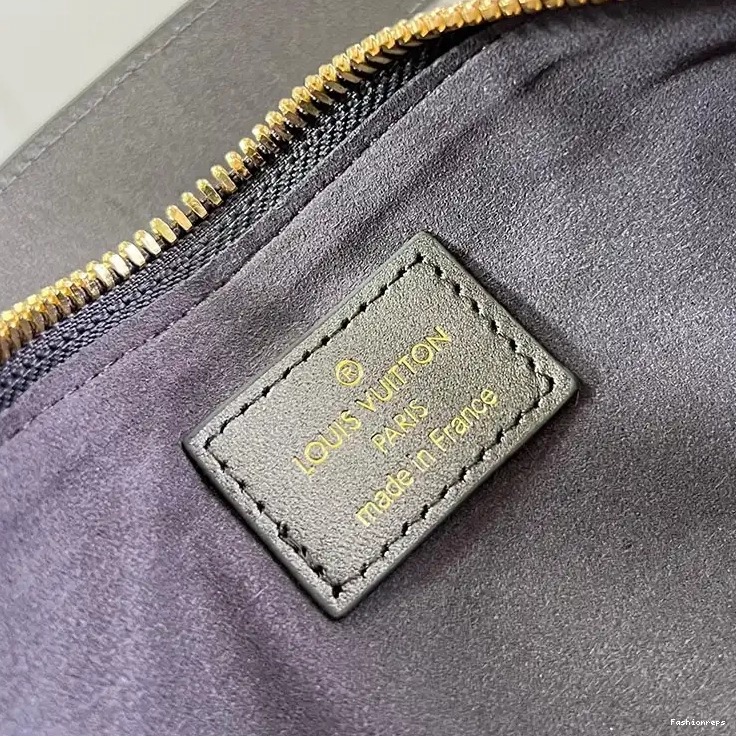 ®
LOUIS VUITTON
PARIS
made in France
Fashionreps